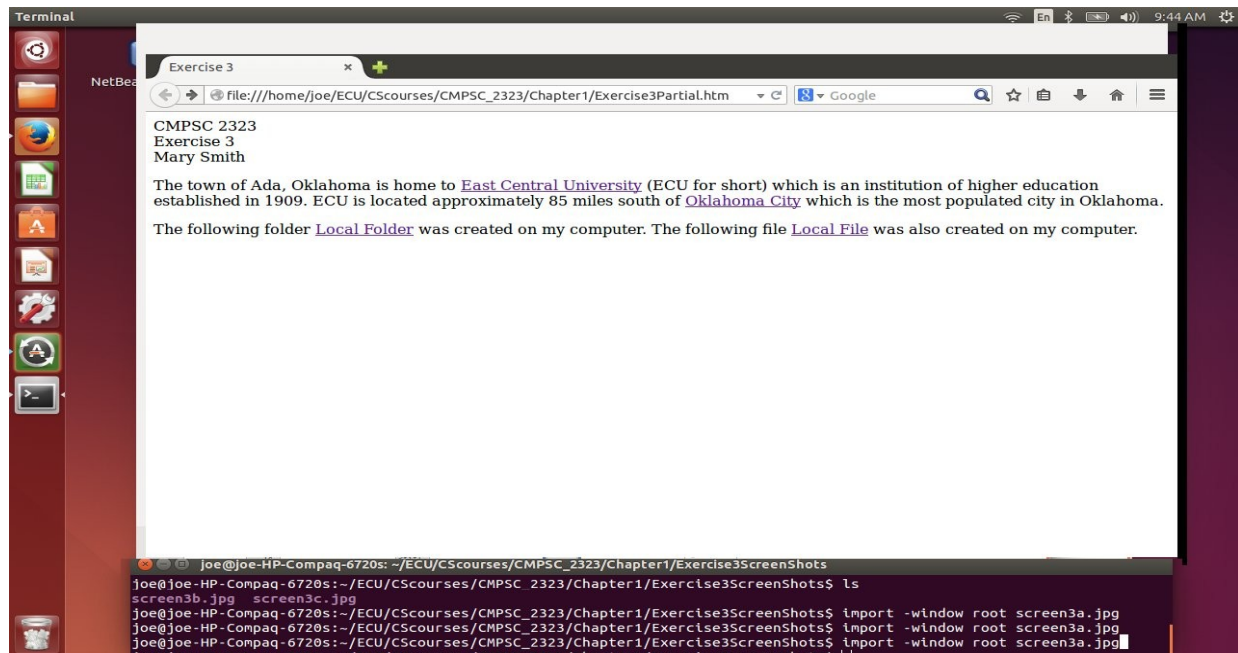 Terminal
En
9:44 AM
NetBea
Exercise 3
file:///home/joe/ECU/CScourses/CMPSC_2323/Chapter1/Exercise3Partial.htm
Google
CMPSC 2323
Exercise 3
Mary Smith
The town of Ada, Oklahoma is home to East Central University (ECU for short) which is an institution of higher education
established in 1909. ECU is located approximately 85 miles south of Oklahoma City which is the most populated city in Oklahoma.
The following folder Local Folder was created on my computer. The following file Local File was also created on my computer.
joe@joe-HP-Compaq-6720s: ~/ECU/CScourses/CMPSC_2323/Chapter1/Exercise3ScreenShots
joe@joe-HP-Compaq-6720s:~/ECU/CScourses/CMPSC_2323/Chapter1/Exercise3ScreenShots$ ls
screen3b.jpg screen3c.jpg
joe@joe-HP-Compaq-6720s:~/ECU/CScourses/CMPSC_2323/Chapter1/Exercise3ScreenShots$ import -window root screen3a.jpg
joe@joe-HP-Compaq-6720s:~/ECU/CScourses/CMPSC_2323/Chapter1/Exercise3ScreenShots$ import -window root screen3a.jpg
joe@joe-HP-Compaq-6720s:~/ECU/CScourses/CMPSC_2323/Chapter1/Exercise3ScreenShots$ import -window root screen3a.jpg